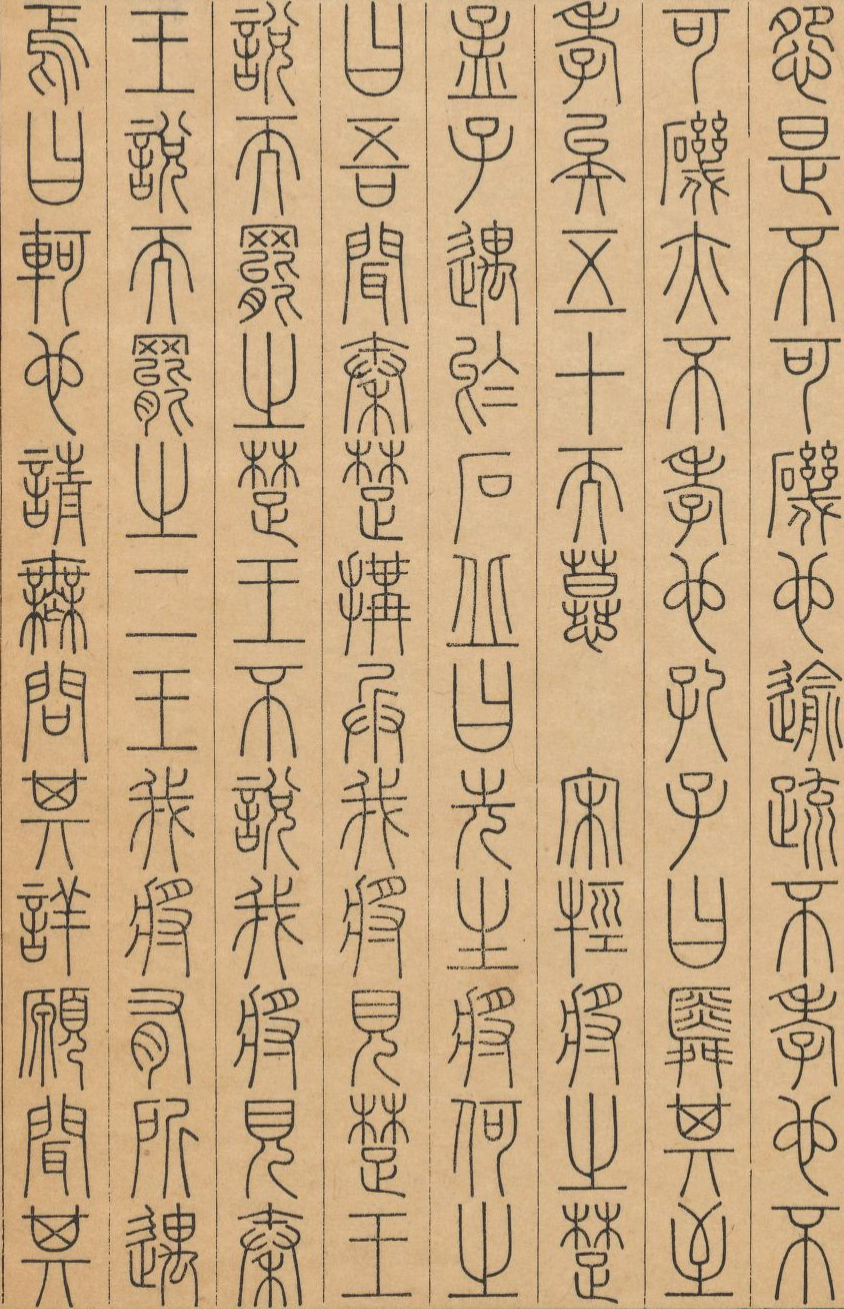 怨是不可磯也逾疏不孝也不
可磯亦不孝也孔子曰舜其至
孝矣五十而慕　宋牼將之楚
孟子遇於石丘曰先生將何之
曰吾聞秦楚搆兵我將見楚王
說而罷之楚王不說我將見秦
王說而罷之二王我將有所遇
焉曰軻也請無問其詳願聞其